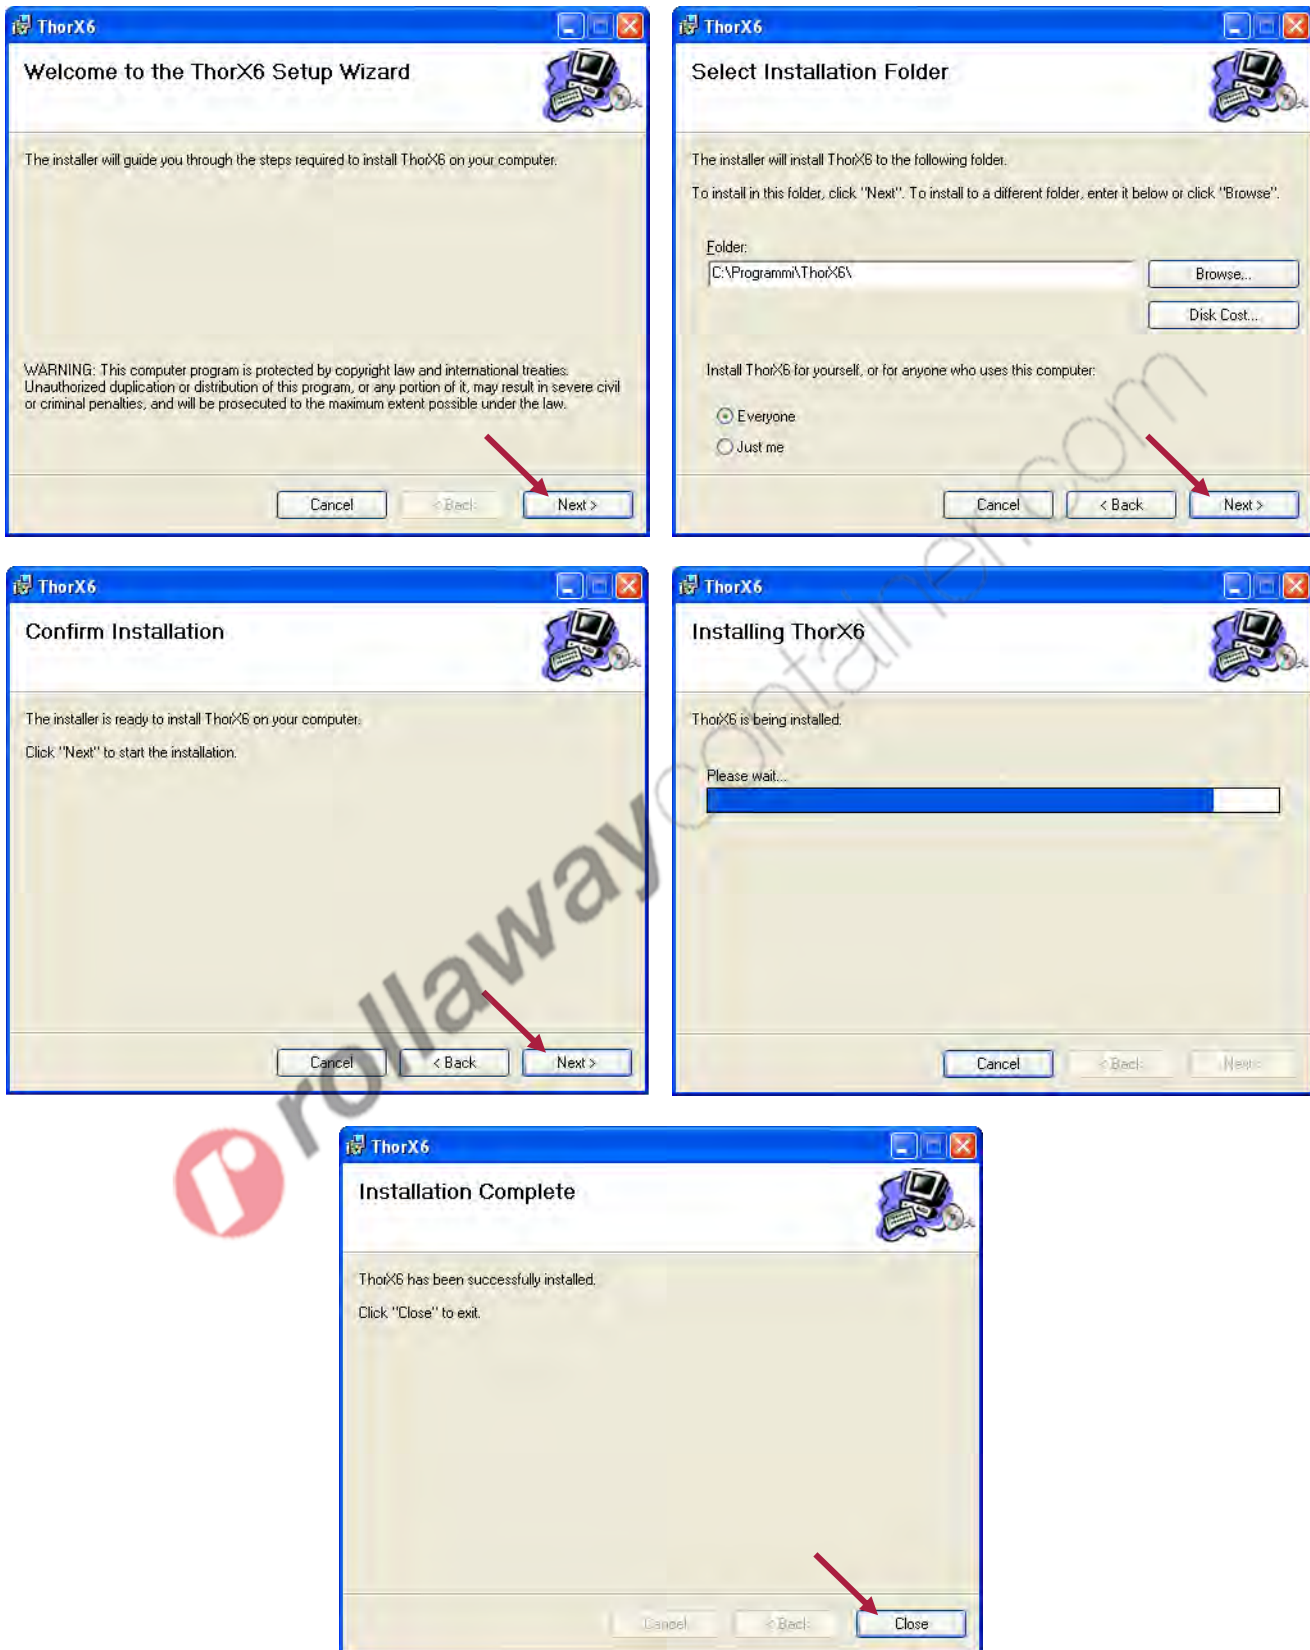 ThorX6
Welcome to the ThorX6 Setup Wizard
The installer will guide you through the steps required to install ThorX6 on your computer.
WARNING: This computer program is protected by copyright law and international treaties.
Unauthorized duplication or distribution of this program, or any portion of it, may result in severe civil
or criminal penalties, and will be prosecuted to the maximum extent possible under the law.
Cancel
< Back
Next >
ThorX6
Select Installation Folder
The installer will install ThorX6 to the following folder.
To install in this folder, click "Next". To install to a different folder, enter it below or click "Browse".
Folder:
C:\Programmi\ThorX6\
Browse...
Disk Cost...
Install ThorX6 for yourself, or for anyone who uses this computer:
Everyone
Just me
Cancel
< Back
Next >
ThorX6
Confirm Installation
The installer is ready to install ThorX6 on your computer.
Click "Next" to start the installation.
Cancel
< Back
Next >
ThorX6
Installing ThorX6
ThorX6 is being installed.
Please wait...
Cancel
< Back
Next >
ThorX6
Installation Complete
ThorX6 has been successfully installed.
Click "Close" to exit.
Cancel
< Back
Close
rollawaycontainer.com